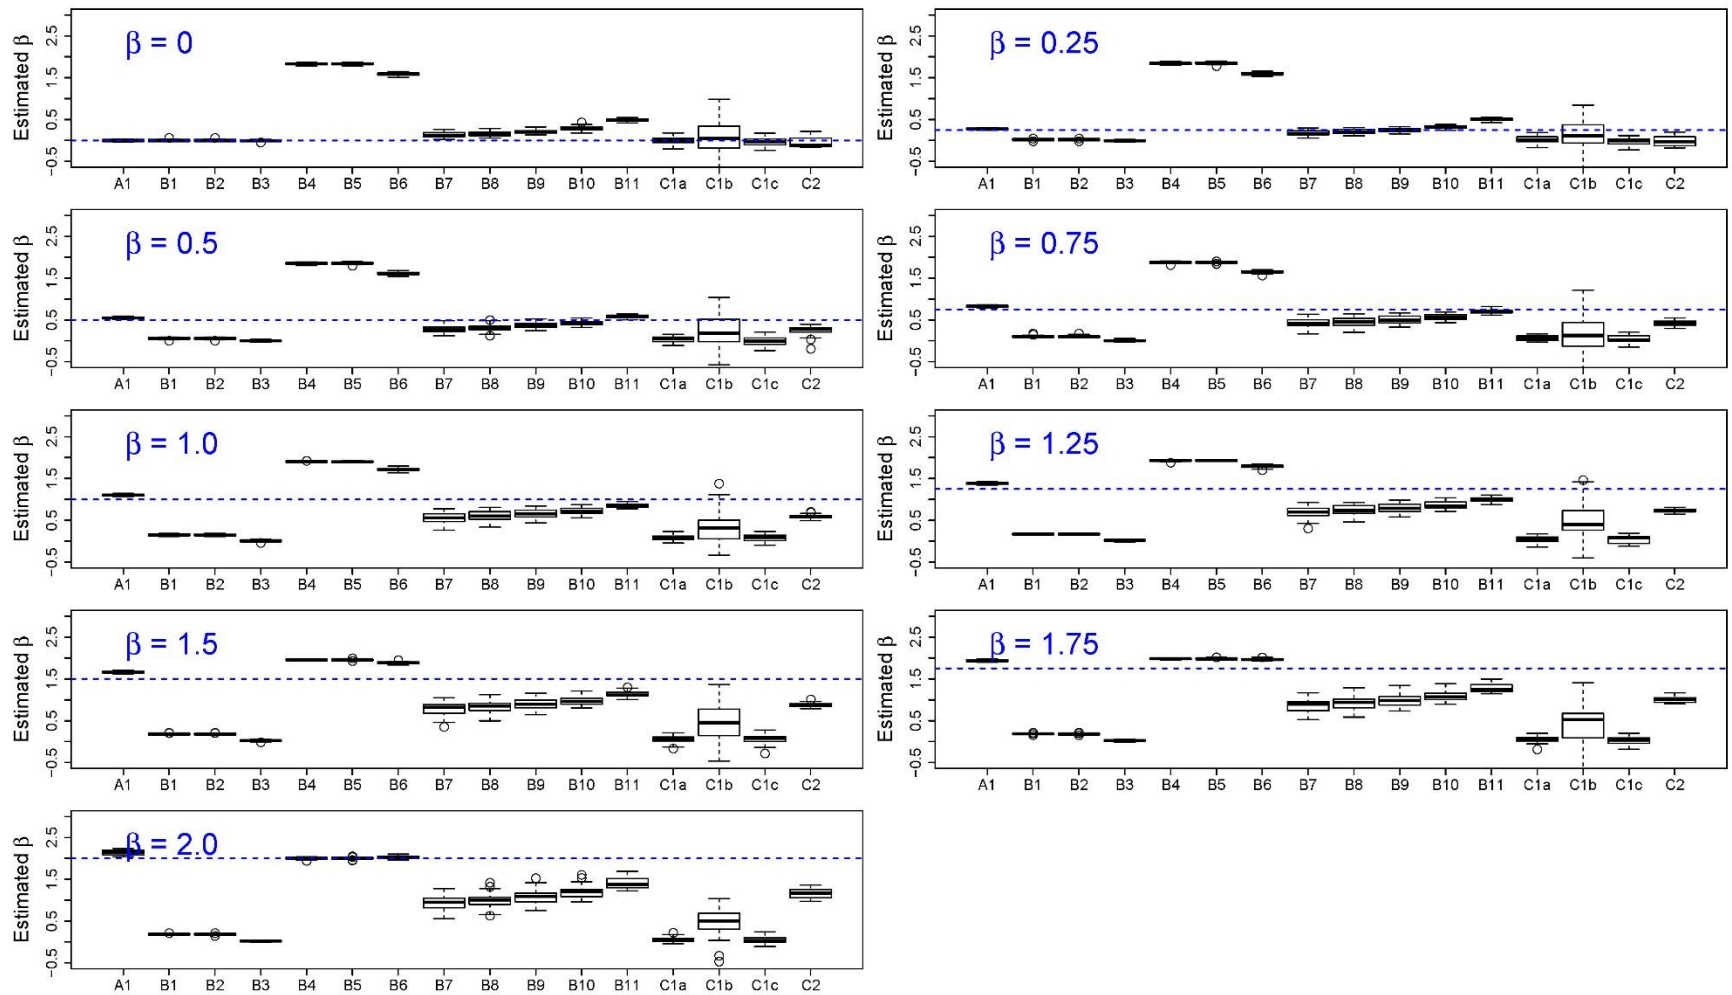 β = 0
Estimated β
2.5
1.5
0.5
−0.5
A1 B1 B2 B3 B4 B5 B6 B7 B8 B9 B10 B11 C1a C1b C1c C2
β = 0.25
Estimated β
2.5
1.5
0.5
−0.5
A1 B1 B2 B3 B4 B5 B6 B7 B8 B9 B10 B11 C1a C1b C1c C2
β = 0.5
Estimated β
2.5
1.5
0.5
−0.5
A1 B1 B2 B3 B4 B5 B6 B7 B8 B9 B10 B11 C1a C1b C1c C2
β = 0.75
Estimated β
2.5
1.5
0.5
−0.5
A1 B1 B2 B3 B4 B5 B6 B7 B8 B9 B10 B11 C1a C1b C1c C2
β = 1.0
Estimated β
2.5
1.5
0.5
−0.5
A1 B1 B2 B3 B4 B5 B6 B7 B8 B9 B10 B11 C1a C1b C1c C2
β = 1.25
Estimated β
2.5
1.5
0.5
−0.5
A1 B1 B2 B3 B4 B5 B6 B7 B8 B9 B10 B11 C1a C1b C1c C2
β = 1.5
Estimated β
2.5
1.5
0.5
−0.5
A1 B1 B2 B3 B4 B5 B6 B7 B8 B9 B10 B11 C1a C1b C1c C2
β = 1.75
Estimated β
2.5
1.5
0.5
−0.5
A1 B1 B2 B3 B4 B5 B6 B7 B8 B9 B10 B11 C1a C1b C1c C2
β = 2.0
Estimated β
2.5
1.5
0.5
−0.5
A1 B1 B2 B3 B4 B5 B6 B7 B8 B9 B10 B11 C1a C1b C1c C2